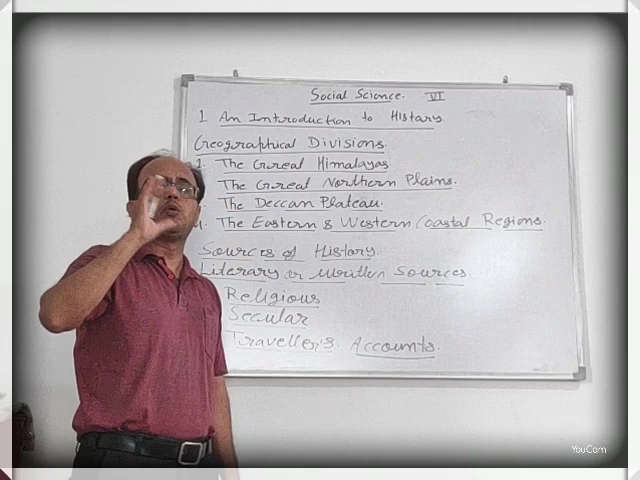 Social Science. VI
1 An Introduction to History.
Geographical Divisions.
1. The Great Himalayas
The Great Northern Plains.
The Deccan Plateau.
4. The Eastern & Western Coastal Regions.
Sources of History.
Literary or Written Sources
Religious
Secular
Traveller's. Accounts.
YouCam